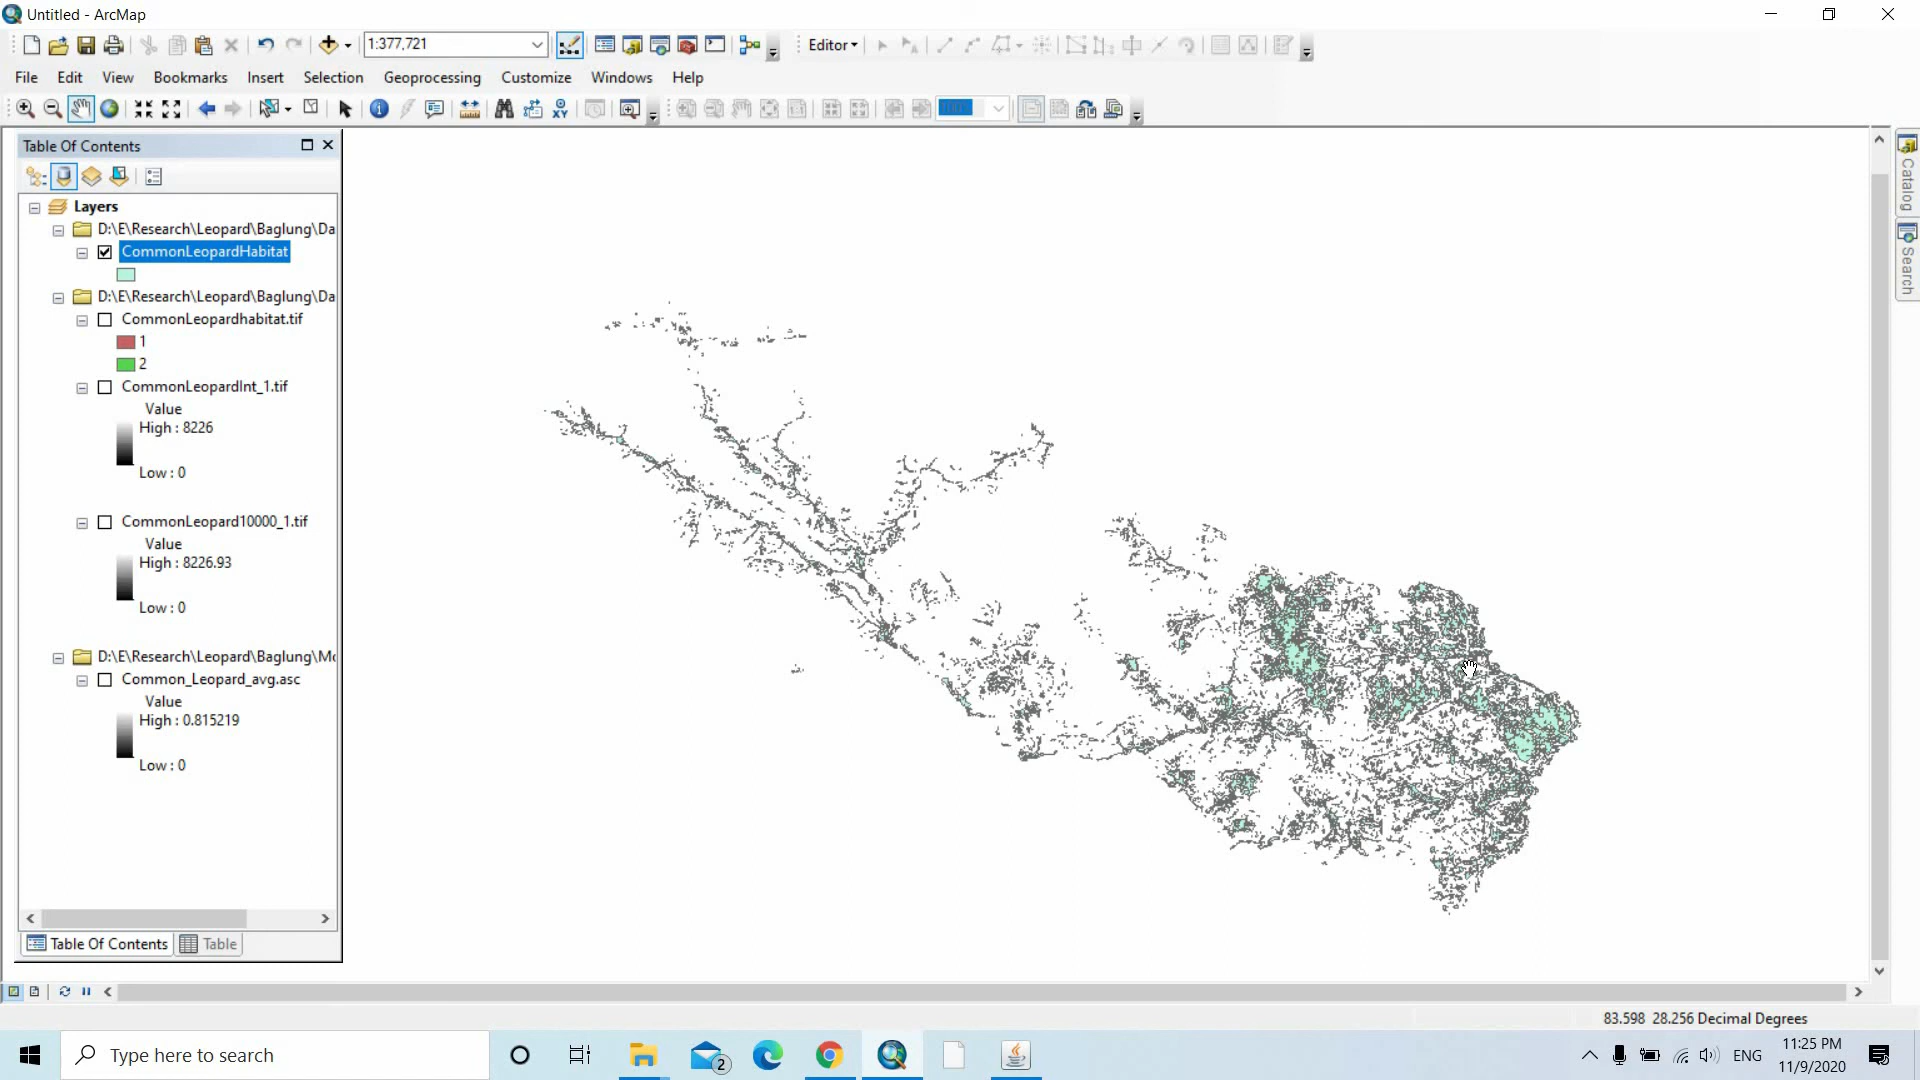 Untitled - ArcMap
1:377,721
Editor
File Edit View Bookmarks Insert Selection Geoprocessing Customize Windows Help
100%
Table Of Contents
Layers
D:\E\Research\Leopard\Baglung\Da
CommonLeopardHabitat
D:\E\Research\Leopard\Baglung\Da
CommonLeopardhabitat.tif
1
2
CommonLeopardInt_1.tif
Value
High : 8226
Low : 0
CommonLeopard10000_1.tif
Value
High : 8226.93
Low : 0
D:\E\Research\Leopard\Baglung\Mo
Common_Leopard_avg.asc
Value
High : 0.815219
Low : 0
Table Of Contents Table
Catalog
Search
83.598 28.256 Decimal Degrees
Type here to search
2
ENG
11:25 PM
11/9/2020